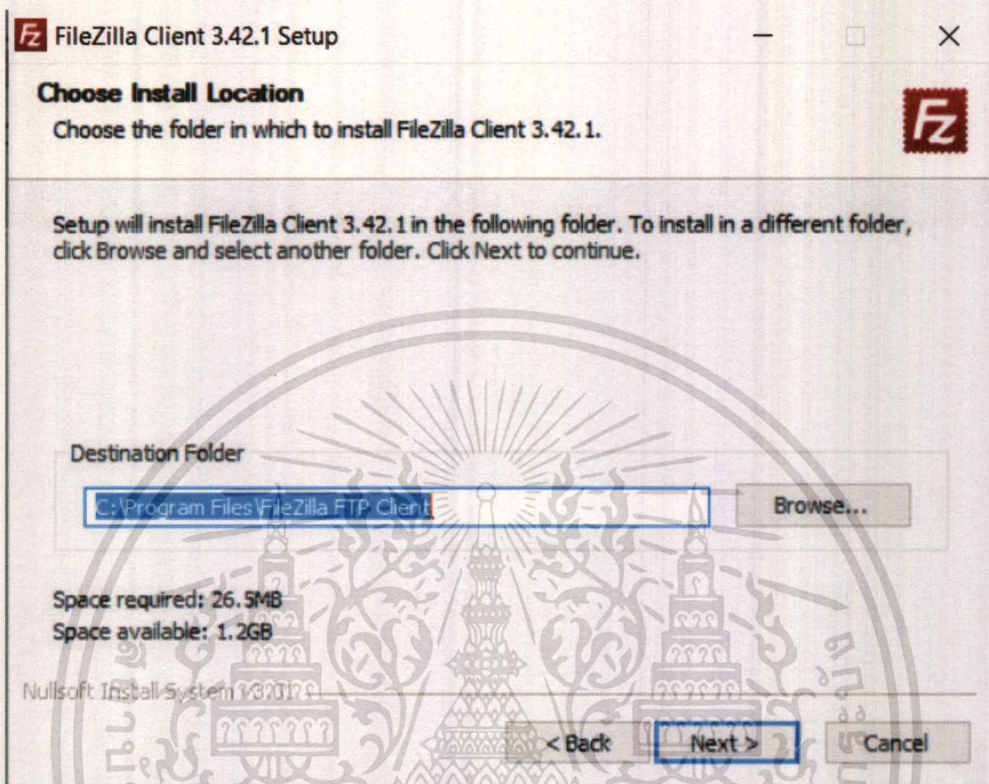 FileZilla Client 3.42.1 Setup
Choose Install Location
Choose the folder in which to install FileZilla Client 3.42.1.
Setup will install FileZilla Client 3.42.1 in the following folder. To install in a different folder,
click Browse and select another folder. Click Next to continue.
Destination Folder
C:\Program Files\FileZilla FTP Client
Browse...
Space required: 26.5MB
Space available: 1.2GB
Nullsoft Install System
< Back
Next >
Cancel